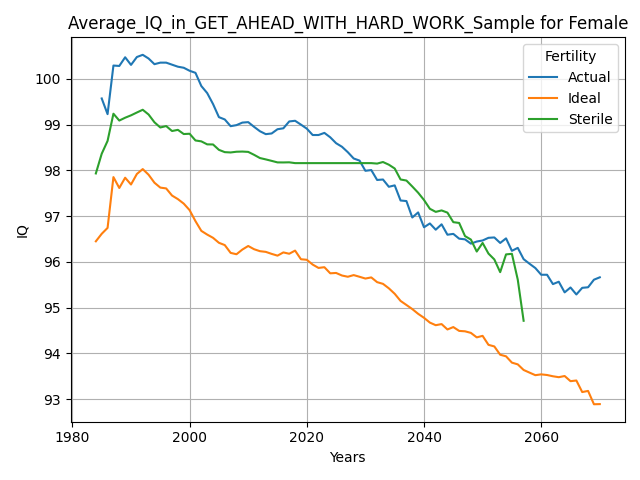 Average_IQ_in_GET_AHEAD_WITH_HARD_WORK_Sample for Female
Fertility
Actual
Ideal
Sterile
IQ
100
99
98
97
96
95
94
93
1980
2000
2020
2040
2060
Years